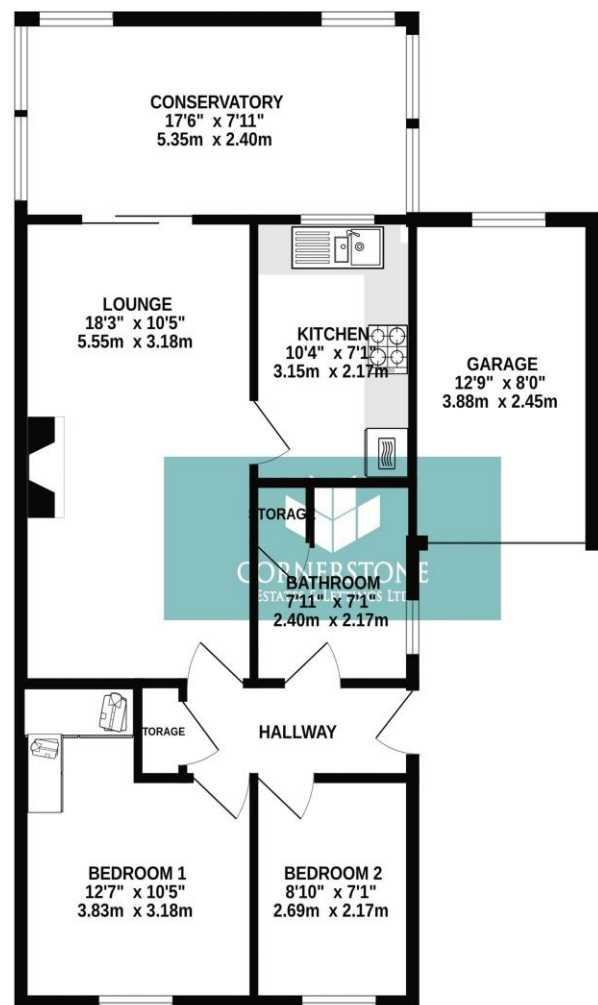 CONSERVATORY
17'6" x 7'11"
5.35m x 2.40m
LOUNGE
18'3" x 10'5"
5.55m x 3.18m
KITCHEN
10'4" x 7'1"
3.15m x 2.17m
GARAGE
12'9" x 8'0"
3.88m x 2.45m
STORAGE
CORNERSTONE
ESTATES & LETTINGS LTD
BATHROOM
7'11" x 7'1"
2.40m x 2.17m
STORAGE
HALLWAY
BEDROOM 1
12'7" x 10'5"
3.83m x 3.18m
BEDROOM 2
8'10" x 7'1"
2.69m x 2.17m